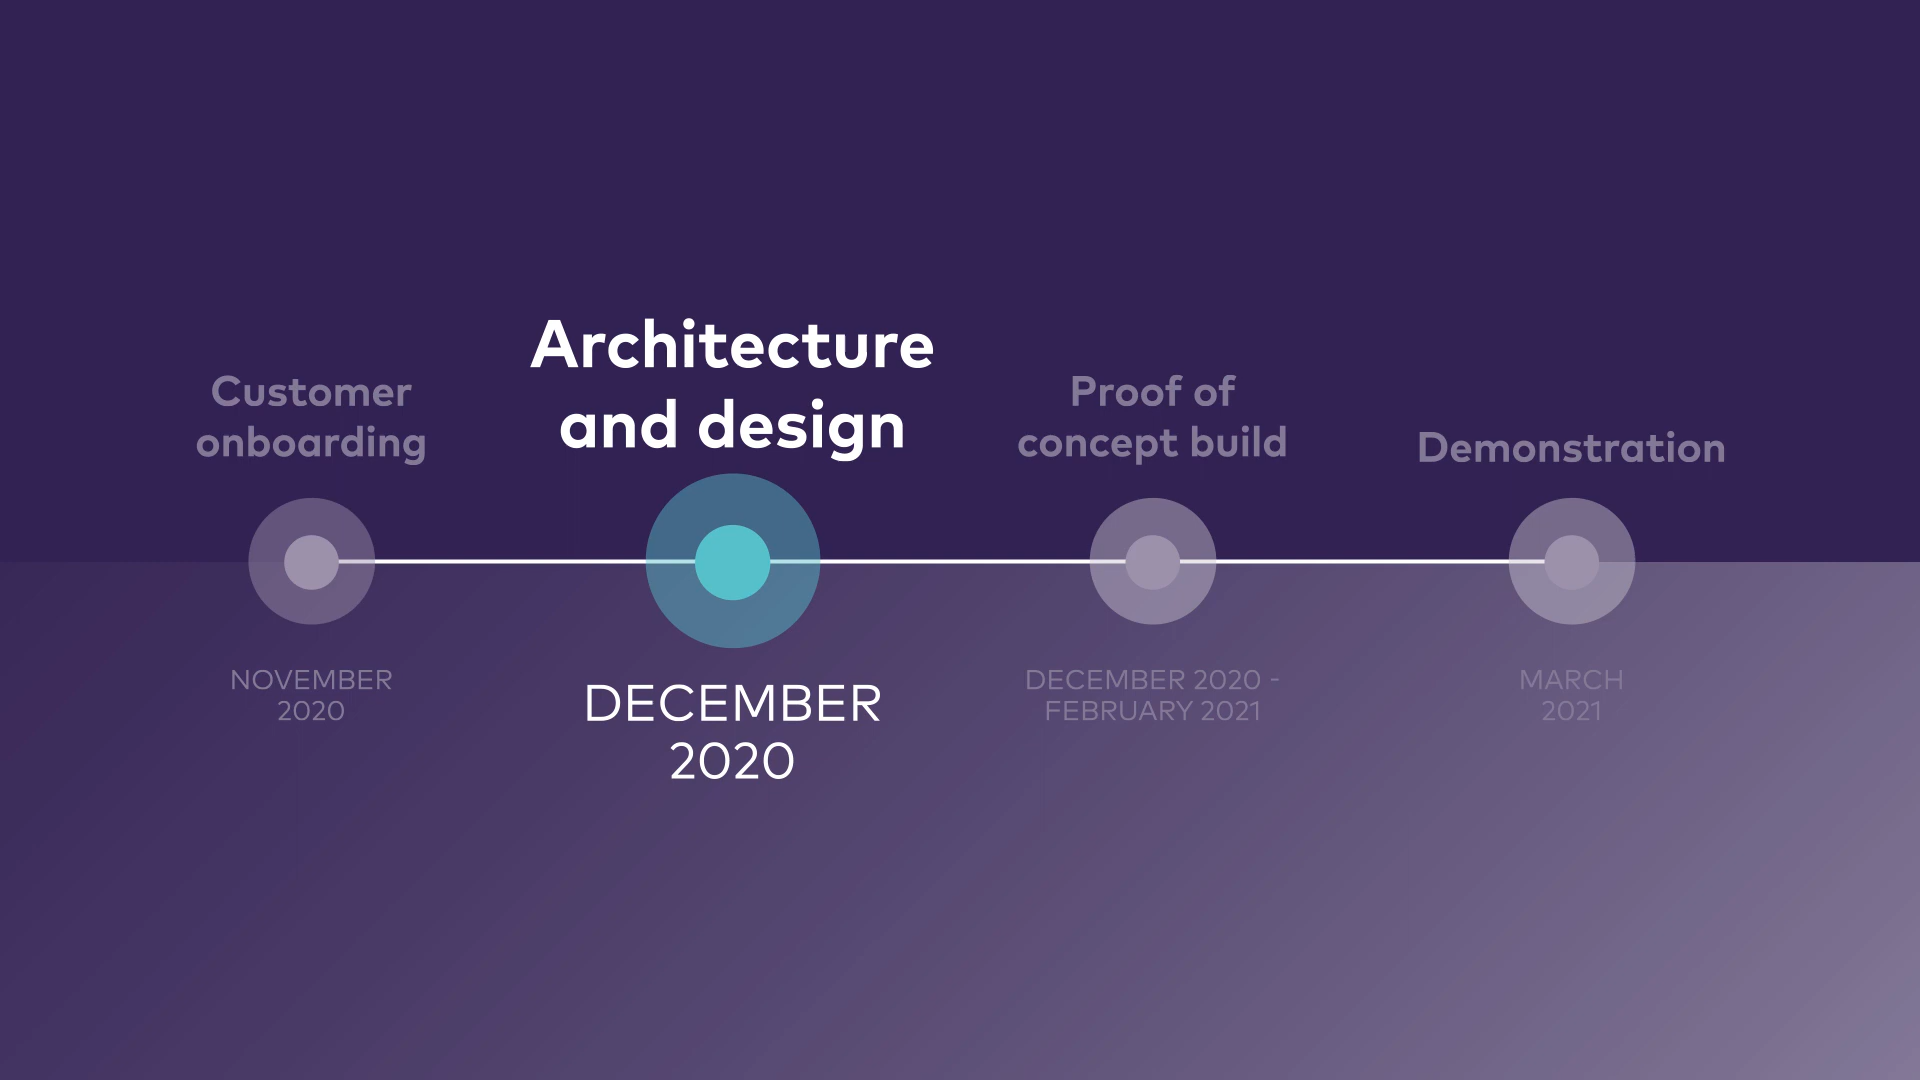 Customer
onboarding
NOVEMBER
2020
Architecture
and design
DECEMBER
2020
Proof of
concept build
DECEMBER 2020 -
FEBRUARY 2021
Demonstration
MARCH
2021